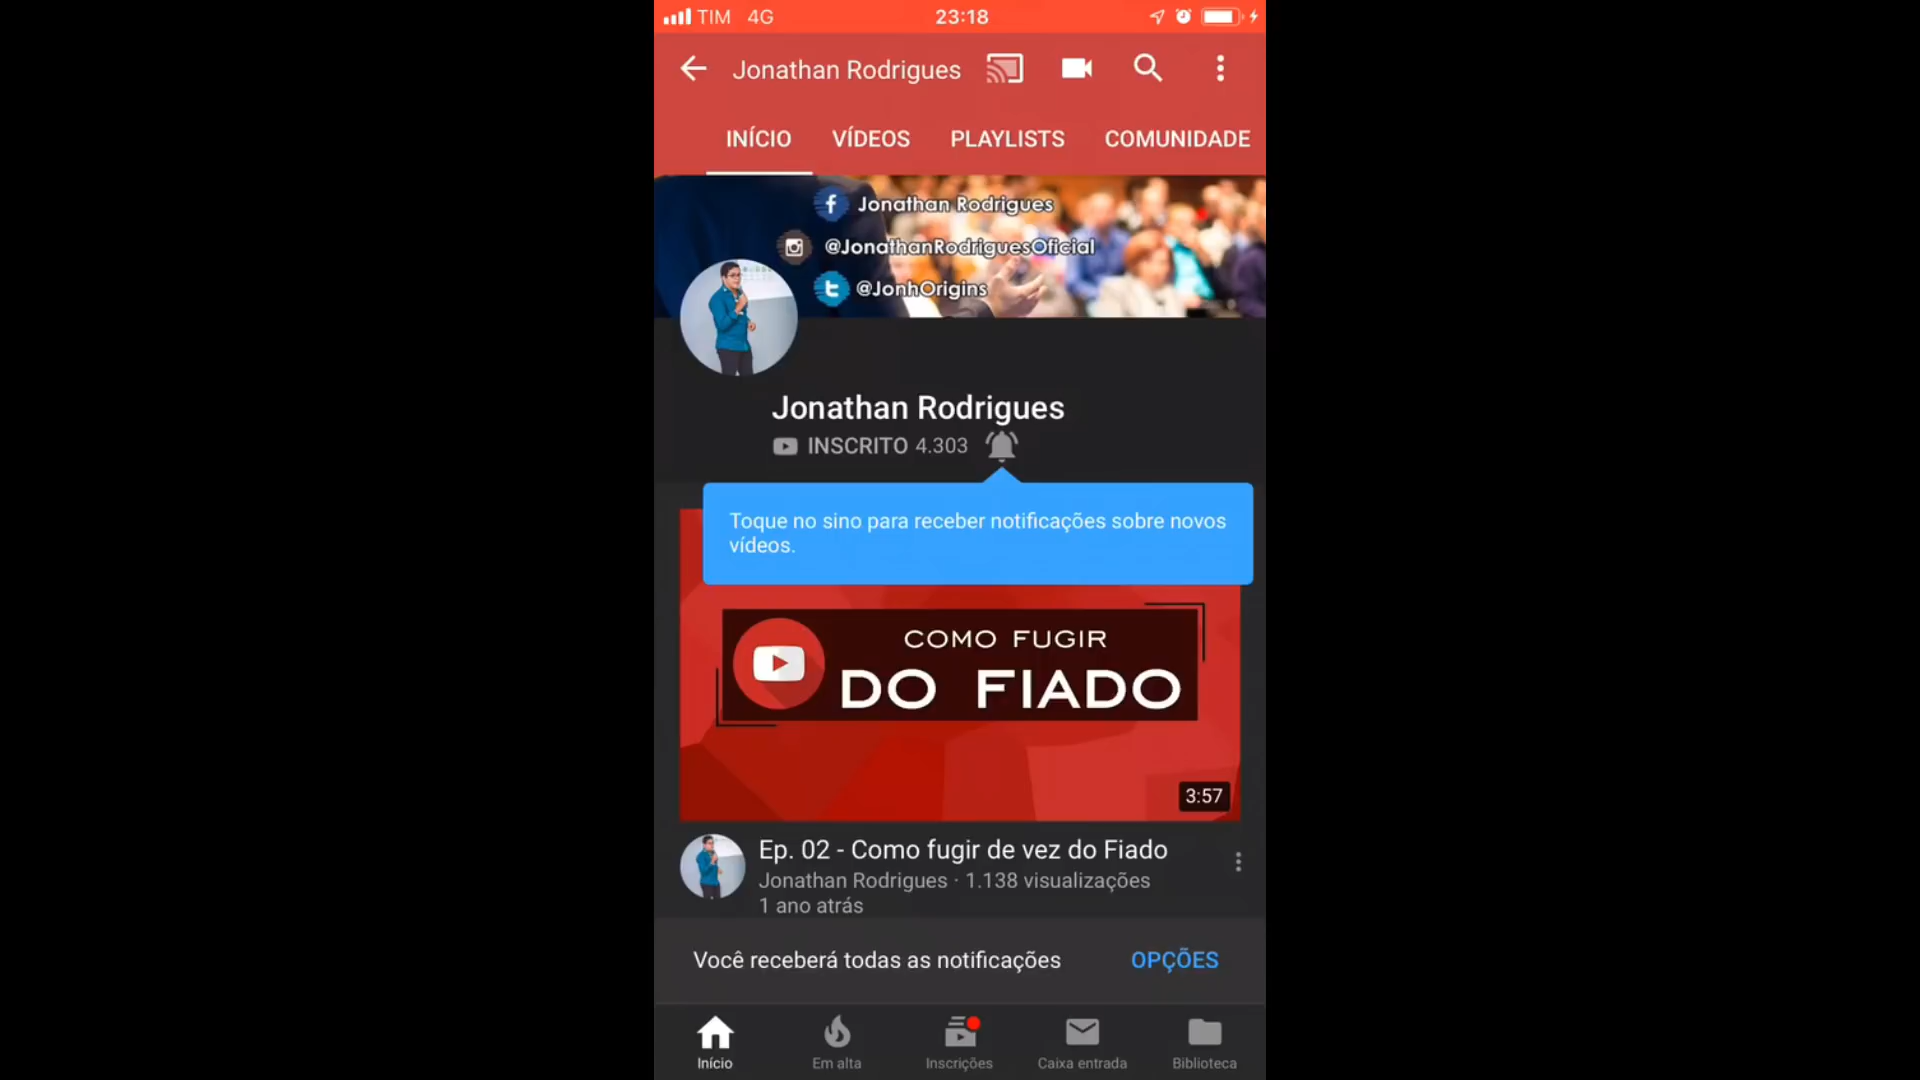 TIM 4G 23:18
Jonathan Rodrigues
INÍCIO VÍDEOS PLAYLISTS COMUNIDADE
Jonathan Rodrigues
@JonathanRodriguesOficial
@JonhOrigins
Jonathan Rodrigues
INSCRITO 4.303
Toque no sino para receber notificações sobre novos
vídeos.
COMO FUGIR
DO FIADO
3:57
Ep. 02 - Como fugir de vez do Fiado
Jonathan Rodrigues · 1.138 visualizações
1 ano atrás
Você receberá todas as notificações OPÇÕES
Início Em alta Inscrições Caixa entrada Biblioteca